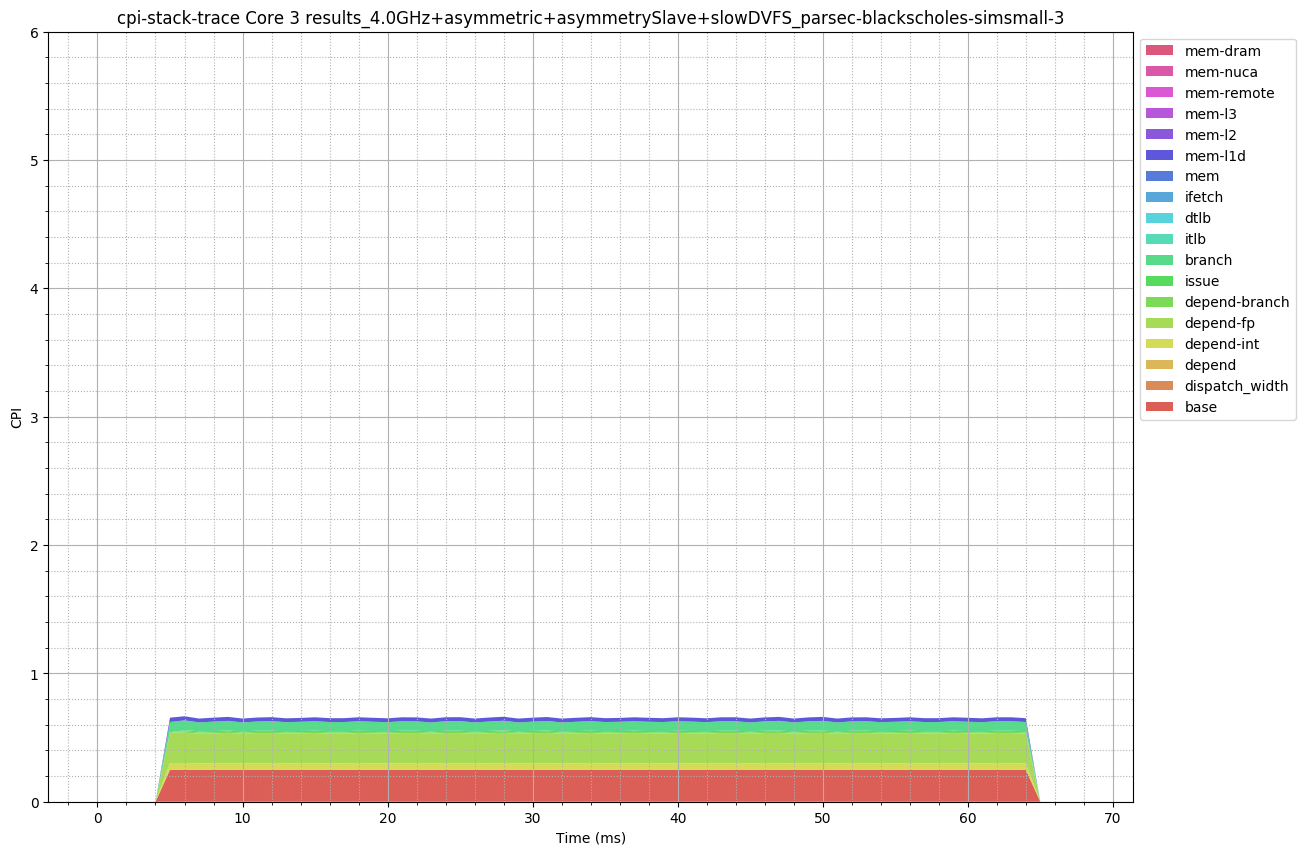 cpi-stack-trace Core 3 results_4.0GHz+asymmetric+asymmetrySlave+slowDVFS_parsec-blackscholes-simsmall-3
6
5
4
3
2
1
0
CPI
0 10 20 30 40 50 60 70
Time (ms)
mem-dram
mem-nuca
mem-remote
mem-l3
mem-l2
mem-l1d
mem
ifetch
dtlb
itlb
branch
issue
depend-branch
depend-fp
depend-int
depend
dispatch_width
base